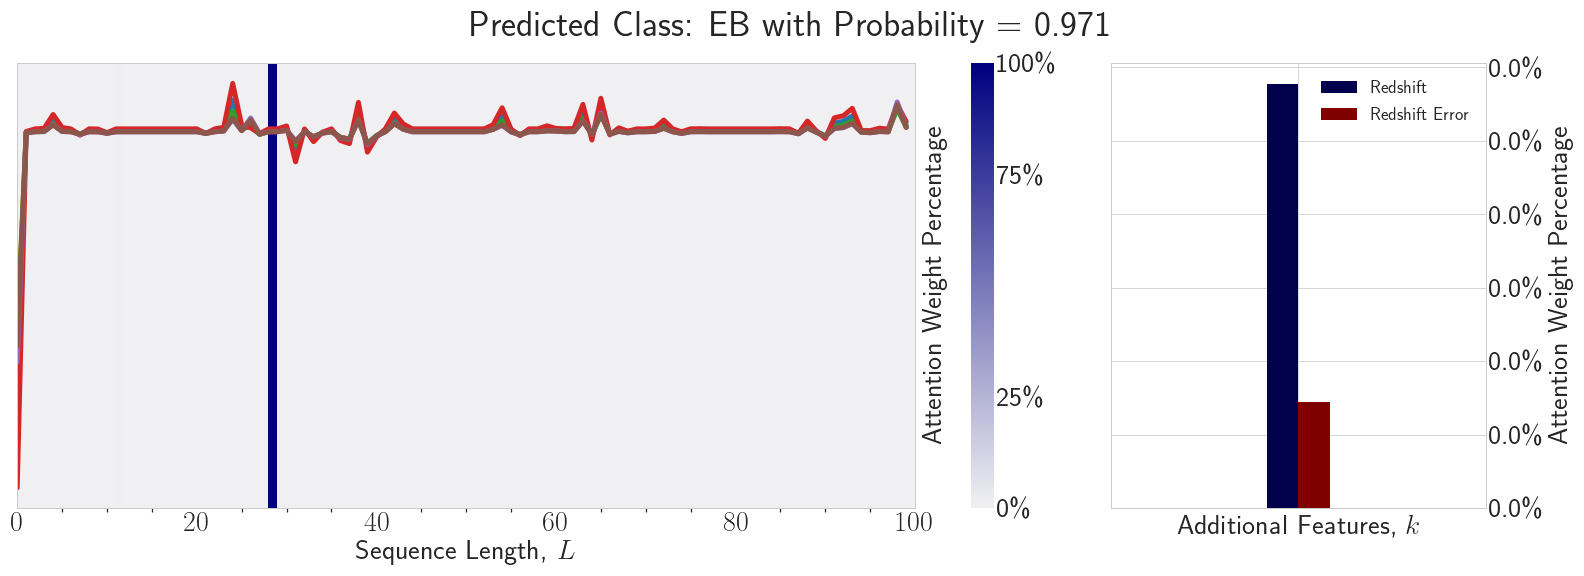 Predicted Class: EB with Probability = 0.971
0 20 40 60 80 100
Sequence Length, L
100%
75%
25%
0%
Attention Weight Percentage
Redshift
Redshift Error
0.0%
0.0%
0.0%
0.0%
0.0%
0.0%
0.0%
Attention Weight Percentage
Additional Features, k